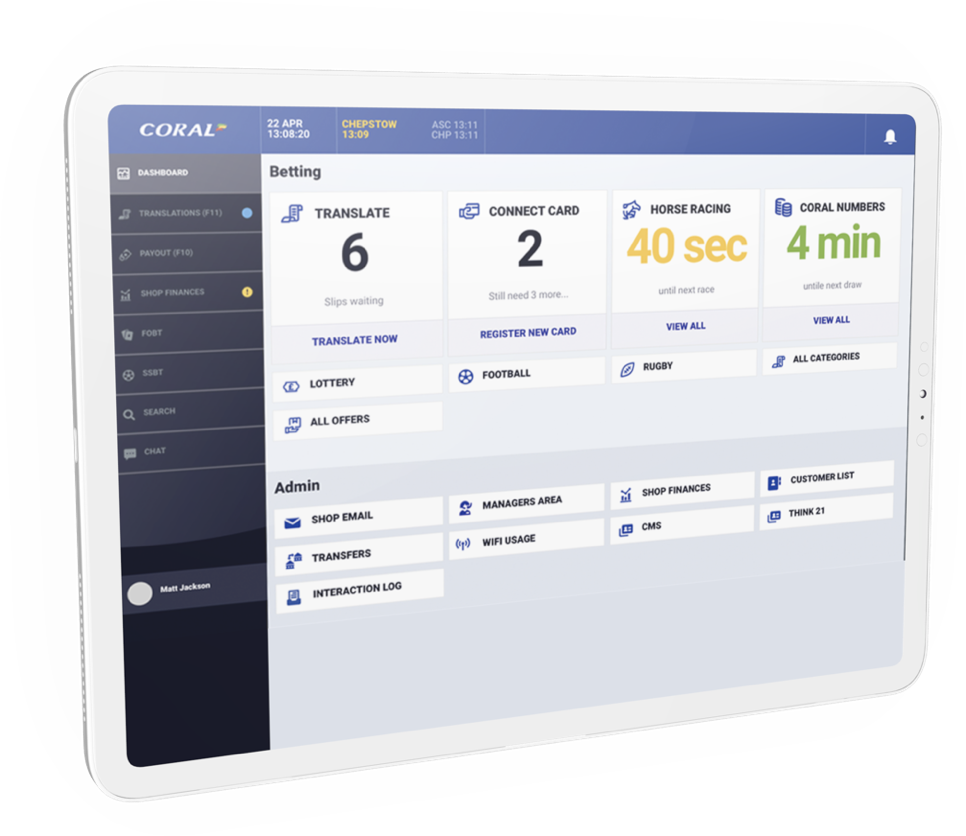 CORAL
22 APR
13:08:20
CHEPSTOW
13:09
ASC 13:11
CHP 13:11
DASHBOARD
TRANSLATIONS (F11)
PAYOUT (F10)
SHOP FINANCES
!
FOBT
SSBT
SEARCH
CHAT
Matt Jackson
Betting
TRANSLATE
6
Slips waiting
TRANSLATE NOW
CONNECT CARD
2
Still need 3 more...
REGISTER NEW CARD
HORSE RACING
40 sec
until next race
VIEW ALL
CORAL NUMBERS
4 min
untile next draw
VIEW ALL
LOTTERY
FOOTBALL
RUGBY
ALL CATEGORIES
ALL OFFERS
Admin
SHOP EMAIL
MANAGERS AREA
SHOP FINANCES
CUSTOMER LIST
TRANSFERS
WIFI USAGE
CMS
THINK 21
INTERACTION LOG